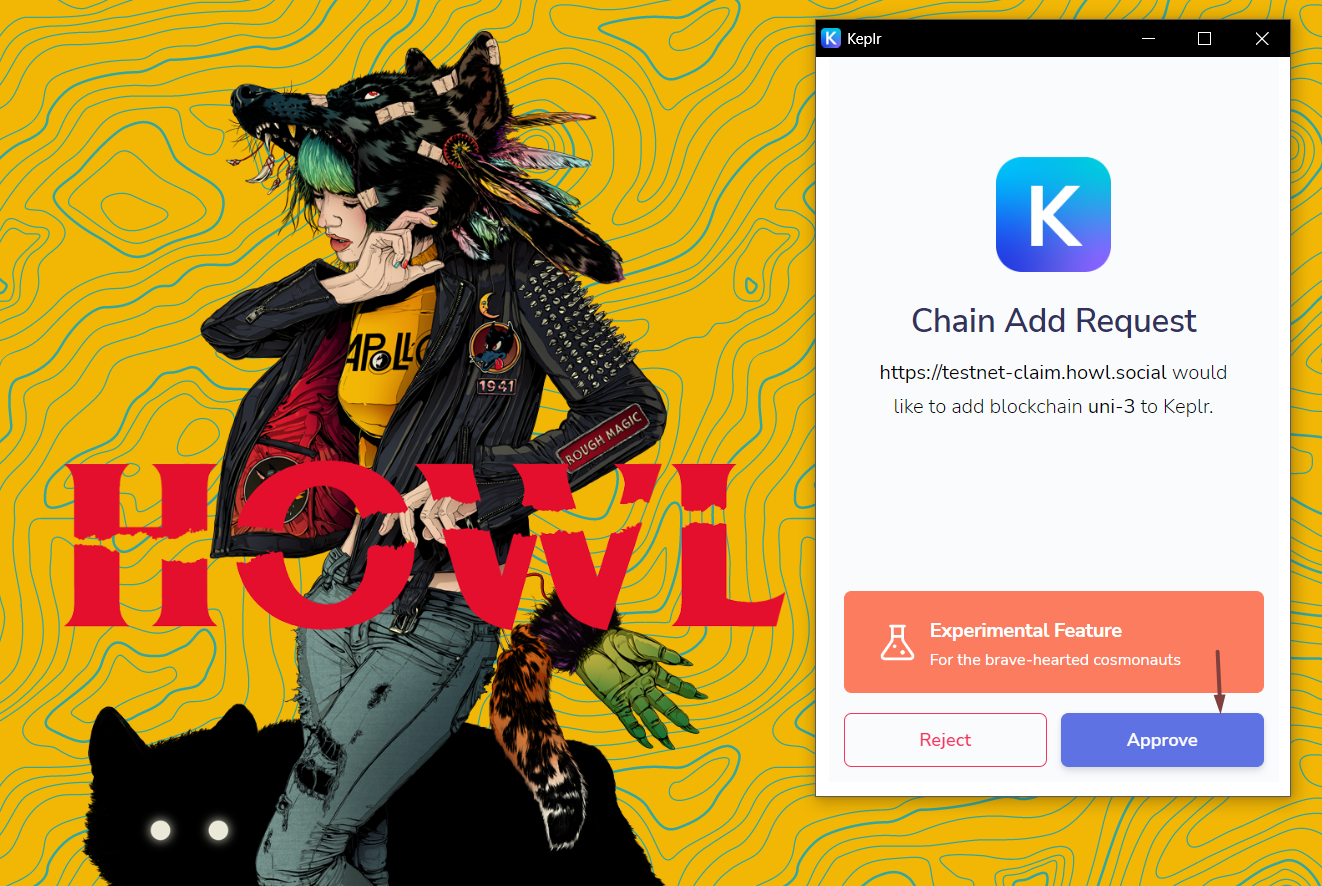 APOLLO
1941
ROUGH MAGIC
HOWL
K Keplr
K
Chain Add Request
https://testnet-claim.howl.social would
like to add blockchain uni-3 to Keplr.
Experimental Feature
For the brave-hearted cosmonauts
Reject
Approve